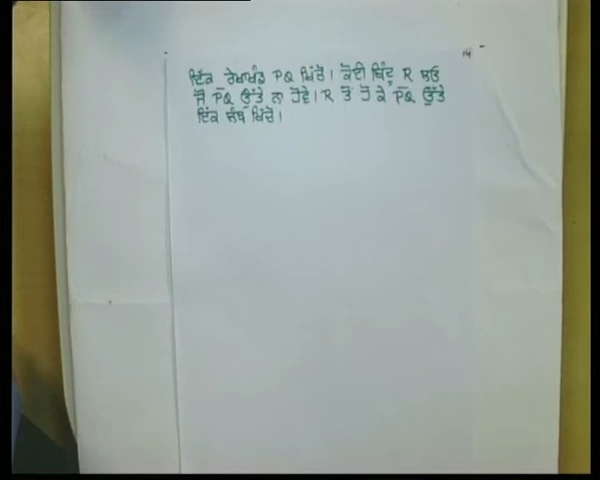 ਇੱਕ ਰੇਖਾਖੰਡ PQ ਖਿੱਚੋ। ਕੋਈ ਬਿੰਦੂ R ਲਓ
ਜੋ PQ ਉੱਤੇ ਨਾ ਹੋਵੇ। R ਤੋਂ ਹੋ ਕੇ PQ ਉੱਤੇ
ਇੱਕ ਲੰਬ ਖਿੱਚੋ।